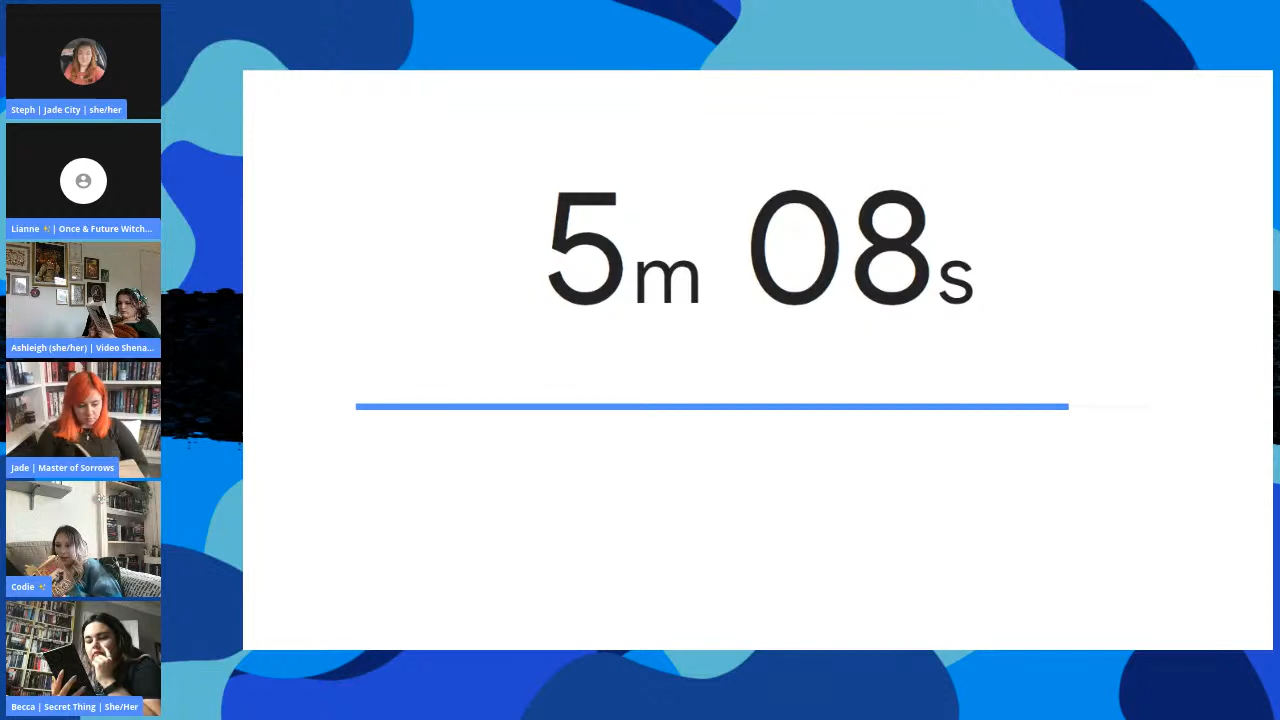 Steph | Jade City | she/her
Lianne ✨ | Once & Future Witch...
Ashleigh (she/her) | Video Shena...
Jade | Master of Sorrows
Codie ✨
Becca | Secret Thing | She/Her
5m 08s